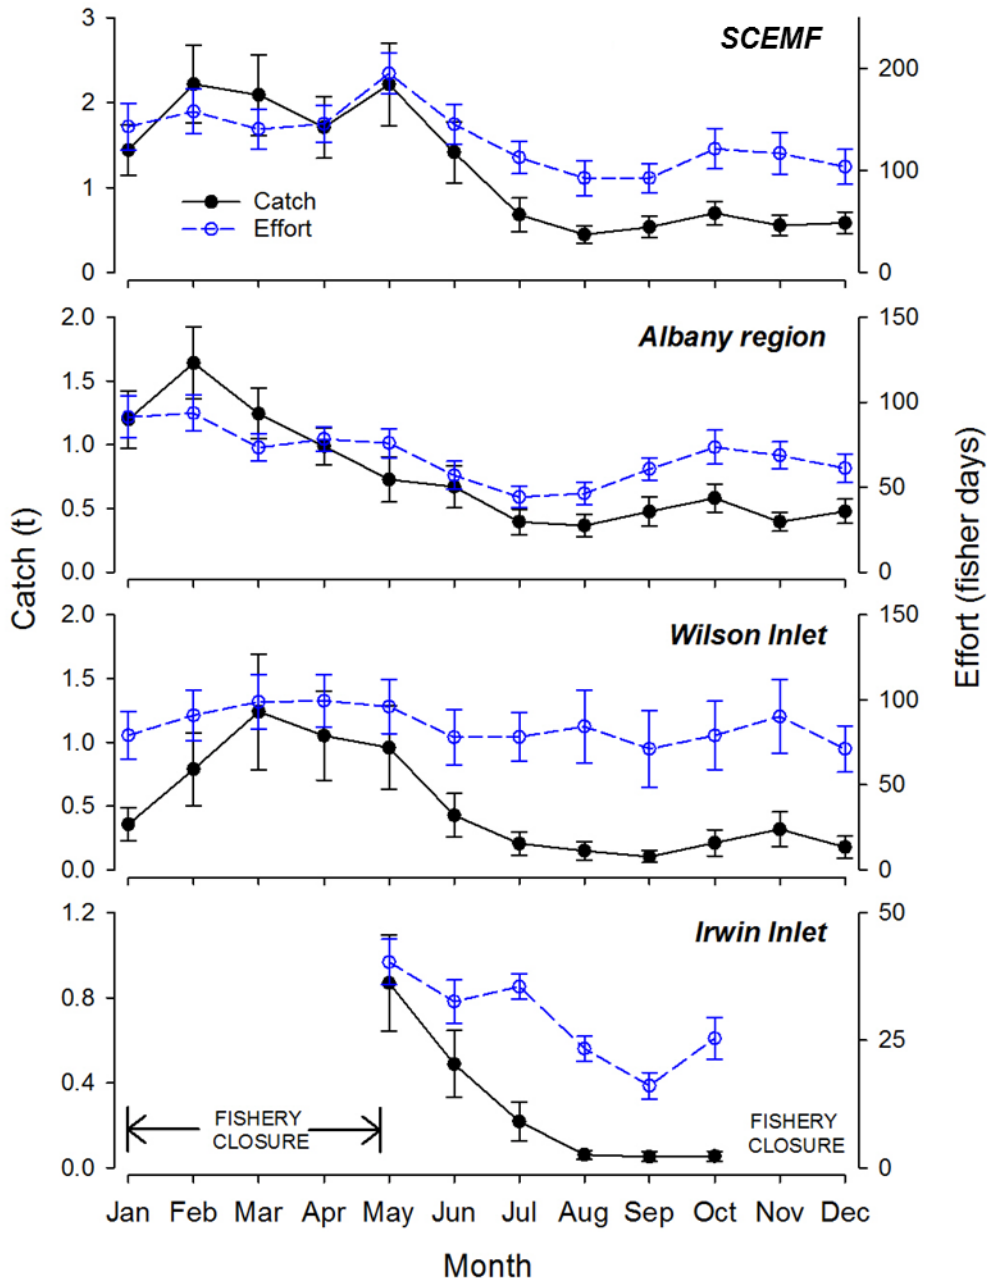 SCEMF
3
2
1
0
200
100
0
Catch
Effort
Albany region
2.0
1.5
1.0
0.5
0.0
150
100
50
0
Catch (t)
Effort (fisher days)
Wilson Inlet
2.0
1.5
1.0
0.5
0.0
150
100
50
0
Irwin Inlet
1.2
0.8
0.4
0.0
50
25
0
FISHERY
CLOSURE
FISHERY
CLOSURE
Jan Feb Mar Apr May Jun Jul Aug Sep Oct Nov Dec
Month